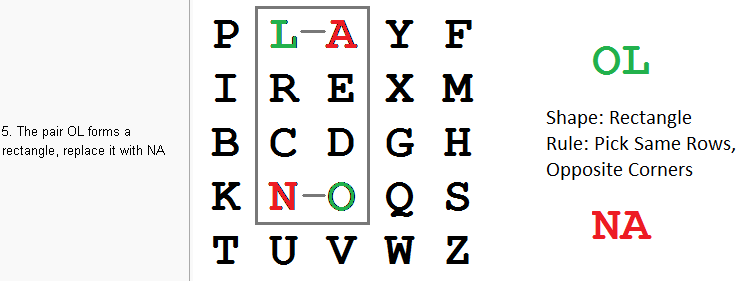 5. The pair OL forms a
rectangle, replace it with NA
P L A Y F
I R E X M
B C D G H
K N O Q S
T U V W Z
OL
Shape: Rectangle
Rule: Pick Same Rows,
Opposite Corners
NA